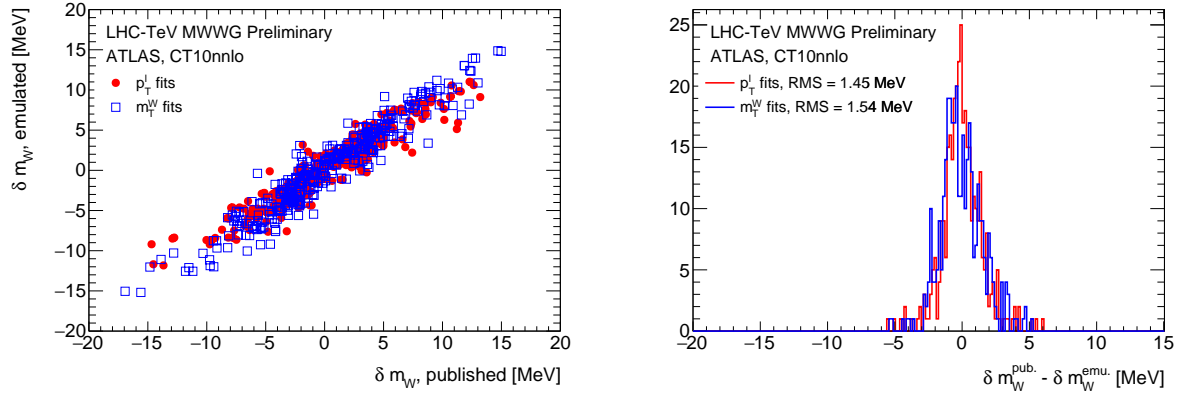 LHC-TeV MWWG Preliminary
ATLAS, CT10nnlo
p_T^l fits
m_T^W fits
δ m_W, emulated [MeV]
20
15
10
5
0
−5
−10
−15
−20
−20 −15 −10 −5 0 5 10 15 20
δ m_W, published [MeV]
LHC-TeV MWWG Preliminary
ATLAS, CT10nnlo
p_T^l fits, RMS = 1.45 MeV
m_T^W fits, RMS = 1.54 MeV
25
20
15
10
5
0
−20 −15 −10 −5 0 5 10 15
δ m_W^pub. - δ m_W^emu. [MeV]